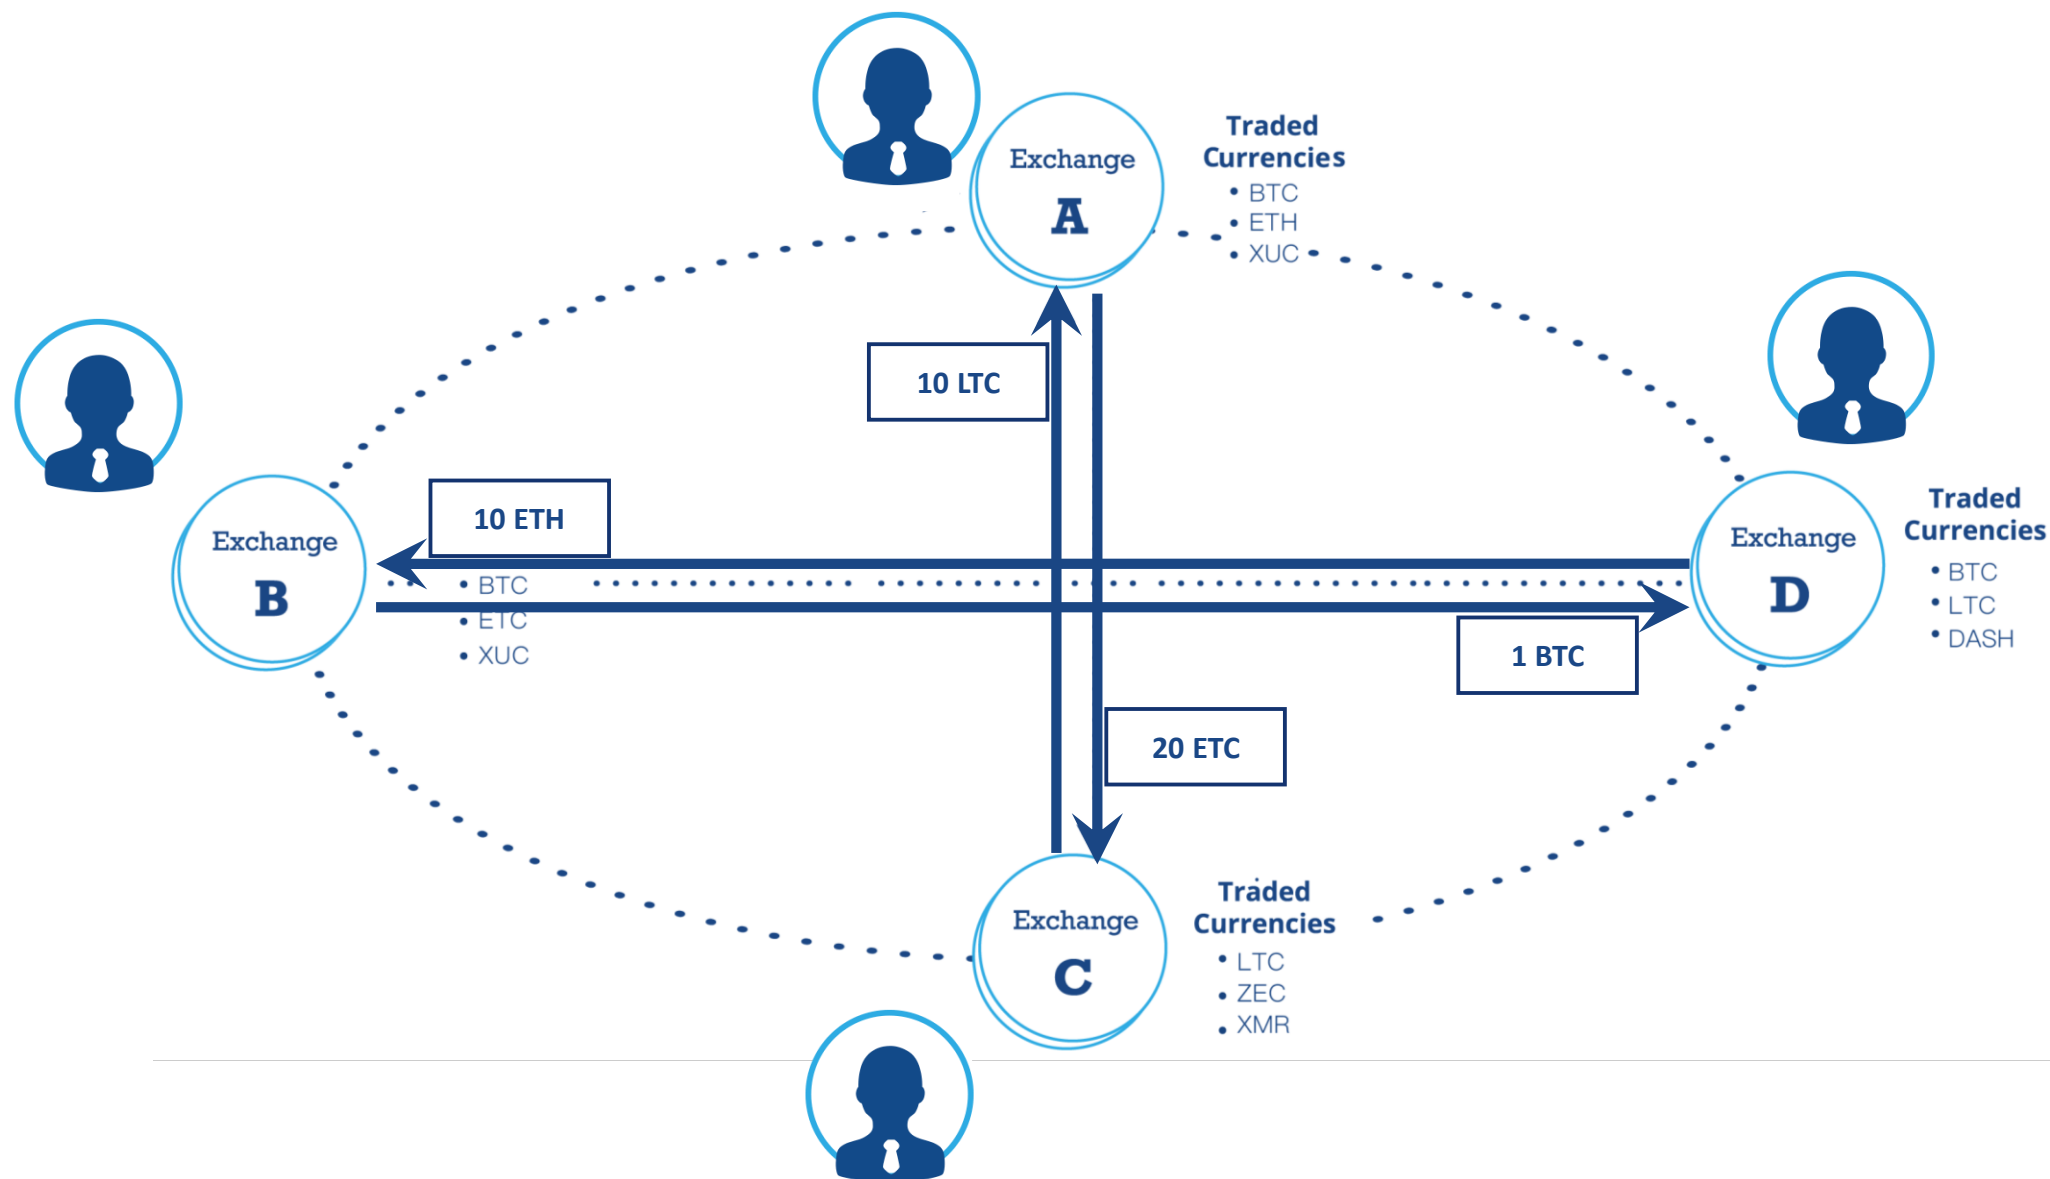 Exchange
A
Traded
Currencies
• BTC
• ETH
• XUC
10 LTC
Exchange
B
10 ETH
• BTC
• ETC
• XUC
Exchange
D
Traded
Currencies
• BTC
• LTC
• DASH
1 BTC
20 ETC
Exchange
C
Traded
Currencies
• LTC
• ZEC
• XMR